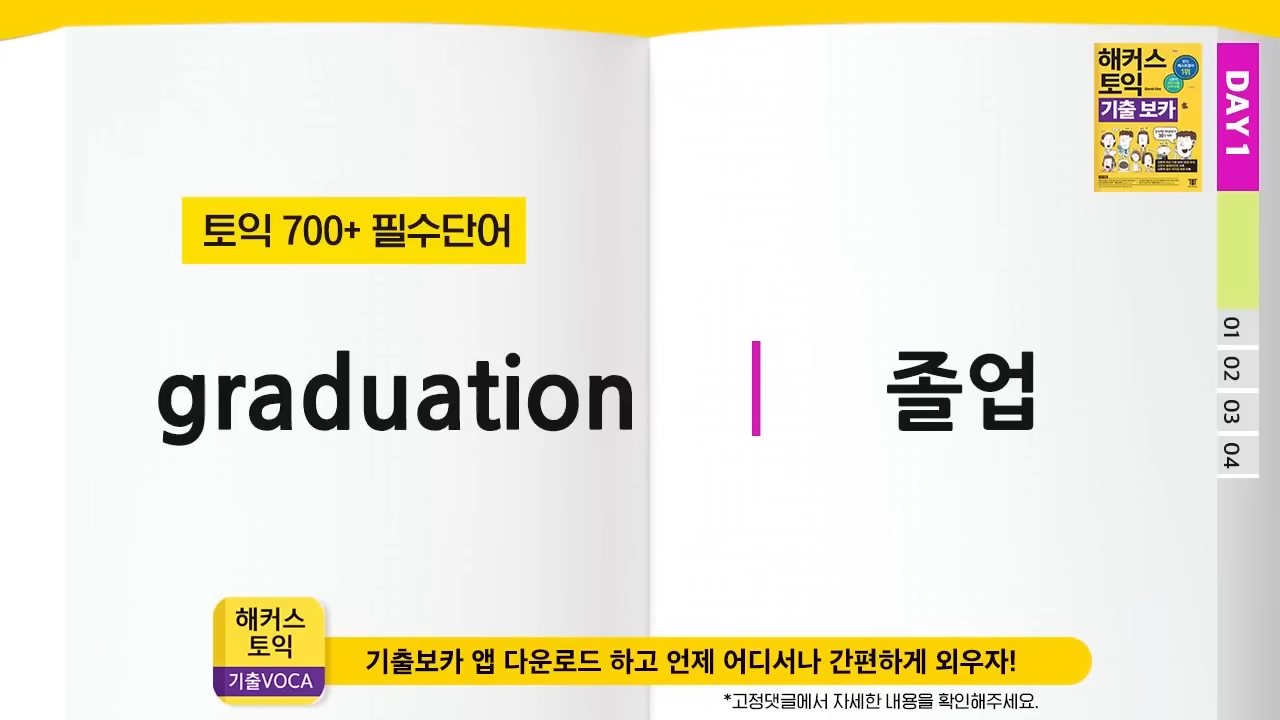 해커스
토익
기출 보카
DAY 1
토익 700+ 필수단어
graduation
졸업
01
02
03
04
해커스
토익
기출VOCA
기출보카 앱 다운로드 하고 언제 어디서나 간편하게 외우자!
*고정댓글에서 자세한 내용을 확인해주세요.